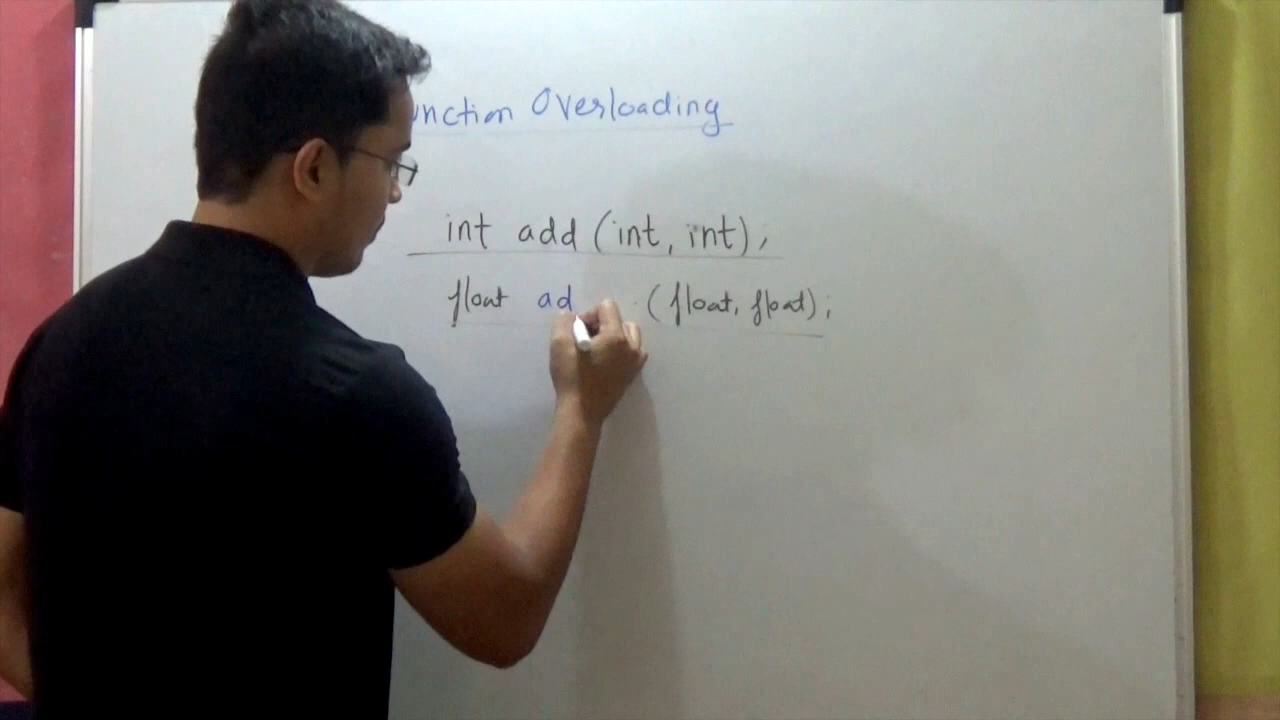 unction Overloading
int add (int, int);
float ad (float, float);